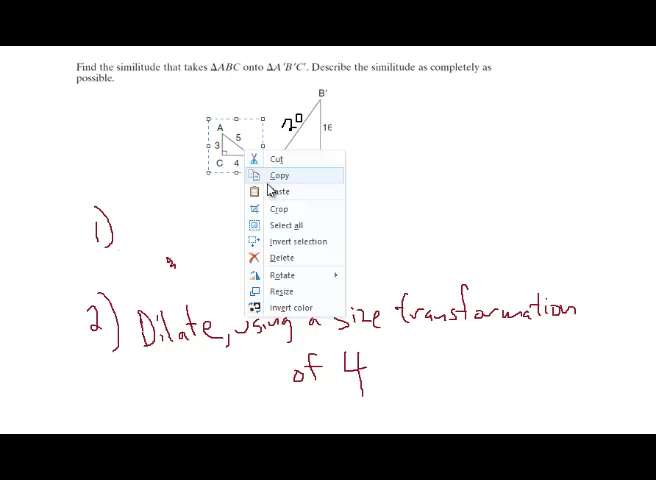 Find the similitude that takes ΔABC onto ΔA′B′C′. Describe the similitude as completely as
possible.
B′
20
16
A
5
3
C 4
Cut
Copy
Paste
Crop
Select all
Invert selection
Delete
Rotate
Resize
Invert color
1)
2) Dilate, using a size transformation
of 4